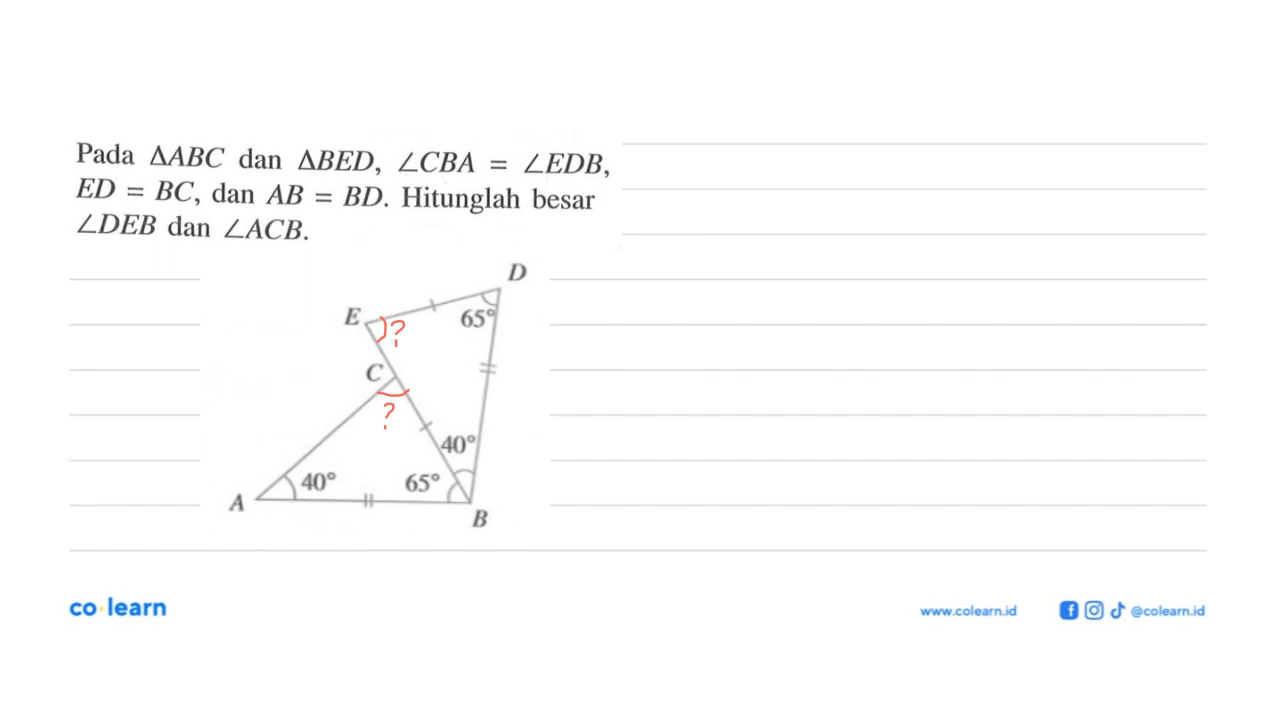 Pada ΔABC dan ΔBED, ∠CBA = ∠EDB,
ED = BC, dan AB = BD. Hitunglah besar
∠DEB dan ∠ACB.
D
E
65°
?
C
?
40°
40°
65°
A
B
co learn
www.colearn.id
@colearn.id